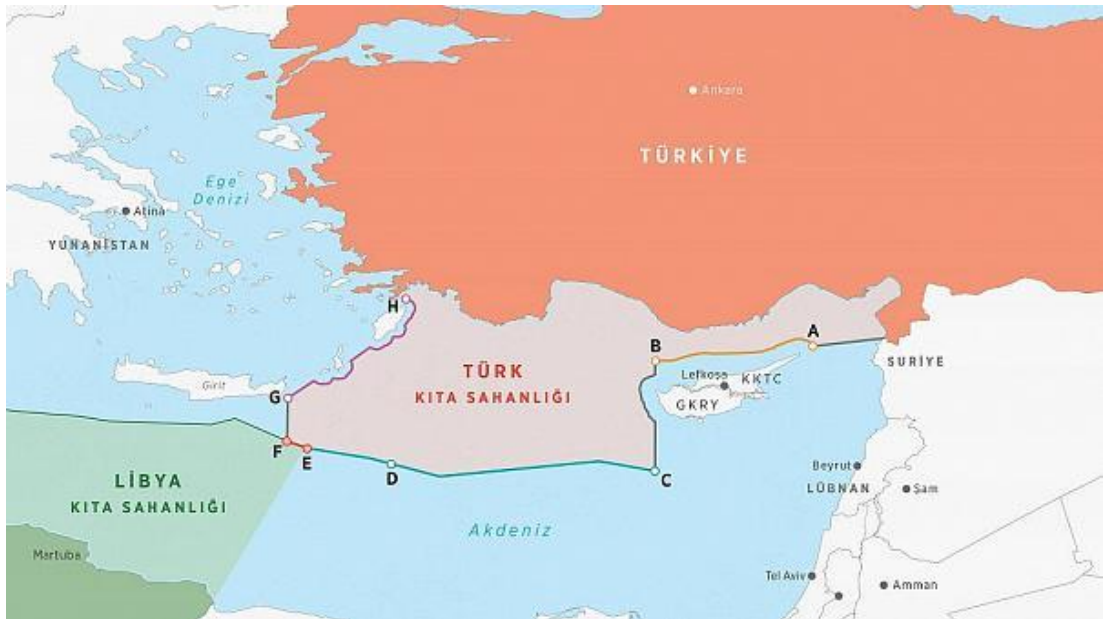 Ankara
TÜRKİYE
Ege
Denizi
Atina
YUNANİSTAN
H
B
A
TÜRK
KITA SAHANLIĞI
Lefkoşa
KKTC
GKRY
SURİYE
Girit
G
F
E
D
C
LİBYA
KITA SAHANLIĞI
Beyrut
LÜBNAN
Şam
Akdeniz
Martuba
Tel Aviv
Amman